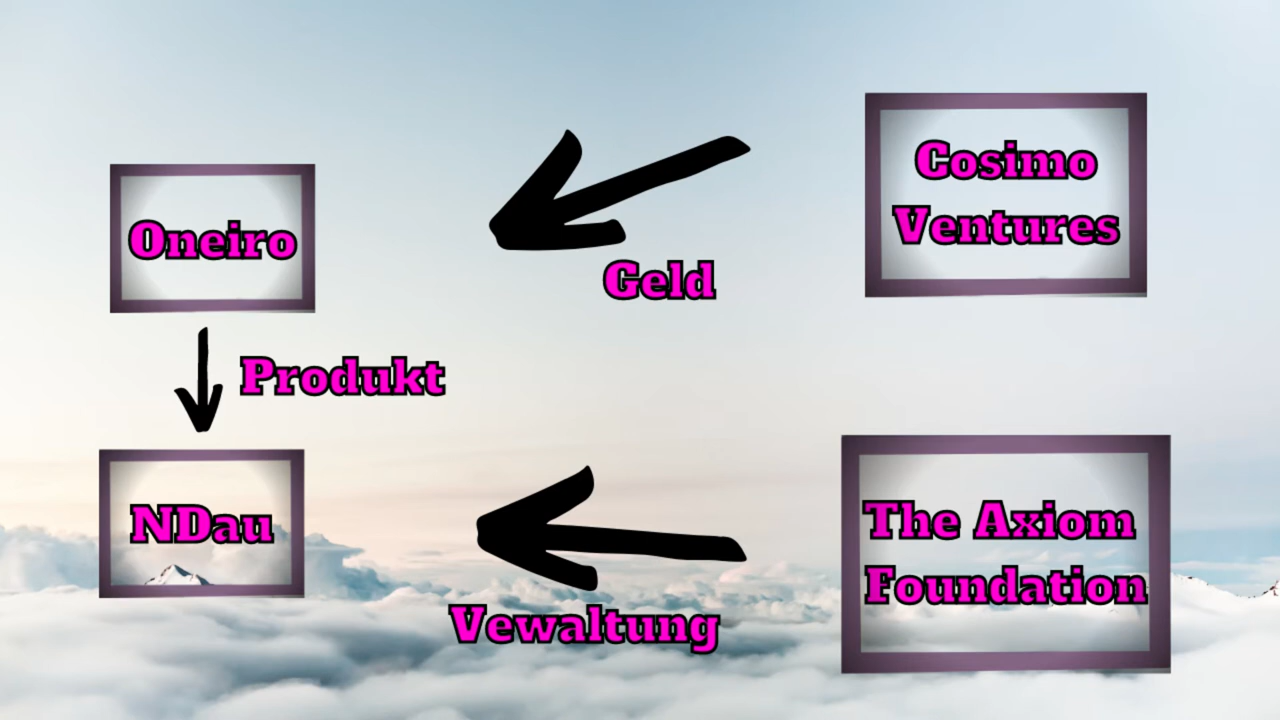 Cosimo
Ventures
Oneiro
Geld
Produkt
NDau
The Axiom
Foundation
Vewaltung